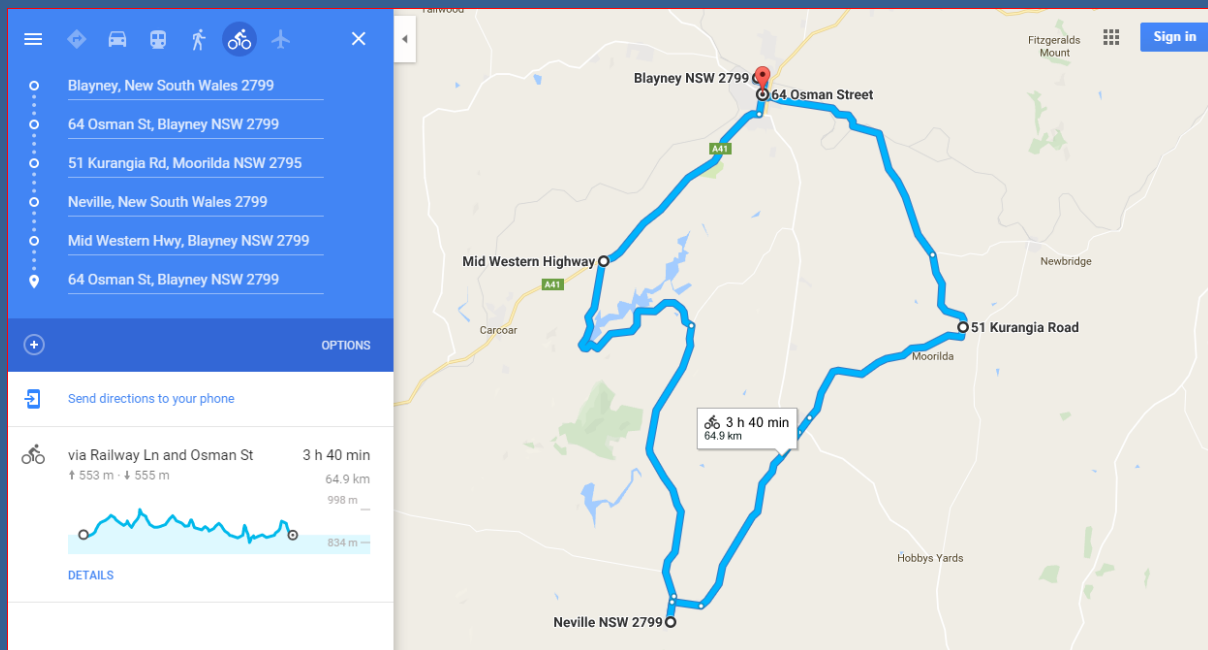 Blayney, New South Wales 2799
64 Osman St, Blayney NSW 2799
51 Kurangia Rd, Moorilda NSW 2795
Neville, New South Wales 2799
Mid Western Hwy, Blayney NSW 2799
64 Osman St, Blayney NSW 2799
OPTIONS
Send directions to your phone
via Railway Ln and Osman St
3 h 40 min
553 m · 555 m
64.9 km
998 m
834 m
DETAILS
Fitzgeralds
Mount
Sign in
Blayney NSW 2799
64 Osman Street
A41
Mid Western Highway
A41
Newbridge
Carcoar
51 Kurangia Road
Moorilda
3 h 40 min
64.9 km
Hobbys Yards
Neville NSW 2799